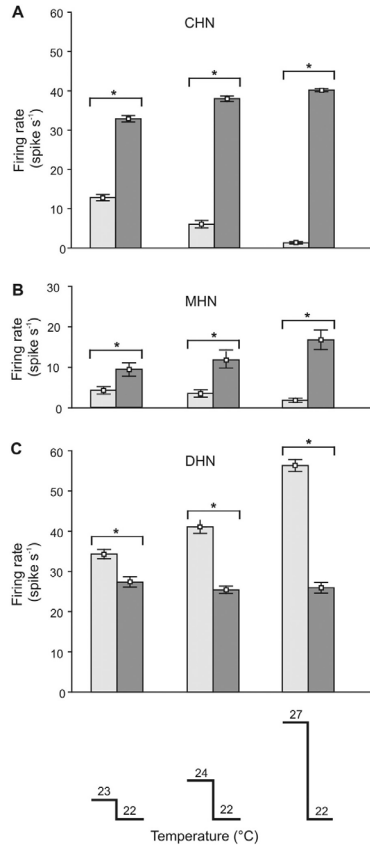 A
CHN
Firing rate
(spike s⁻¹)
60
50
40
30
20
10
0
*
*
*
B
MHN
Firing rate
(spike s⁻¹)
30
20
10
0
*
*
*
C
DHN
Firing rate
(spike s⁻¹)
60
50
40
30
20
10
0
*
*
*
23
22
24
22
27
22
Temperature (°C)